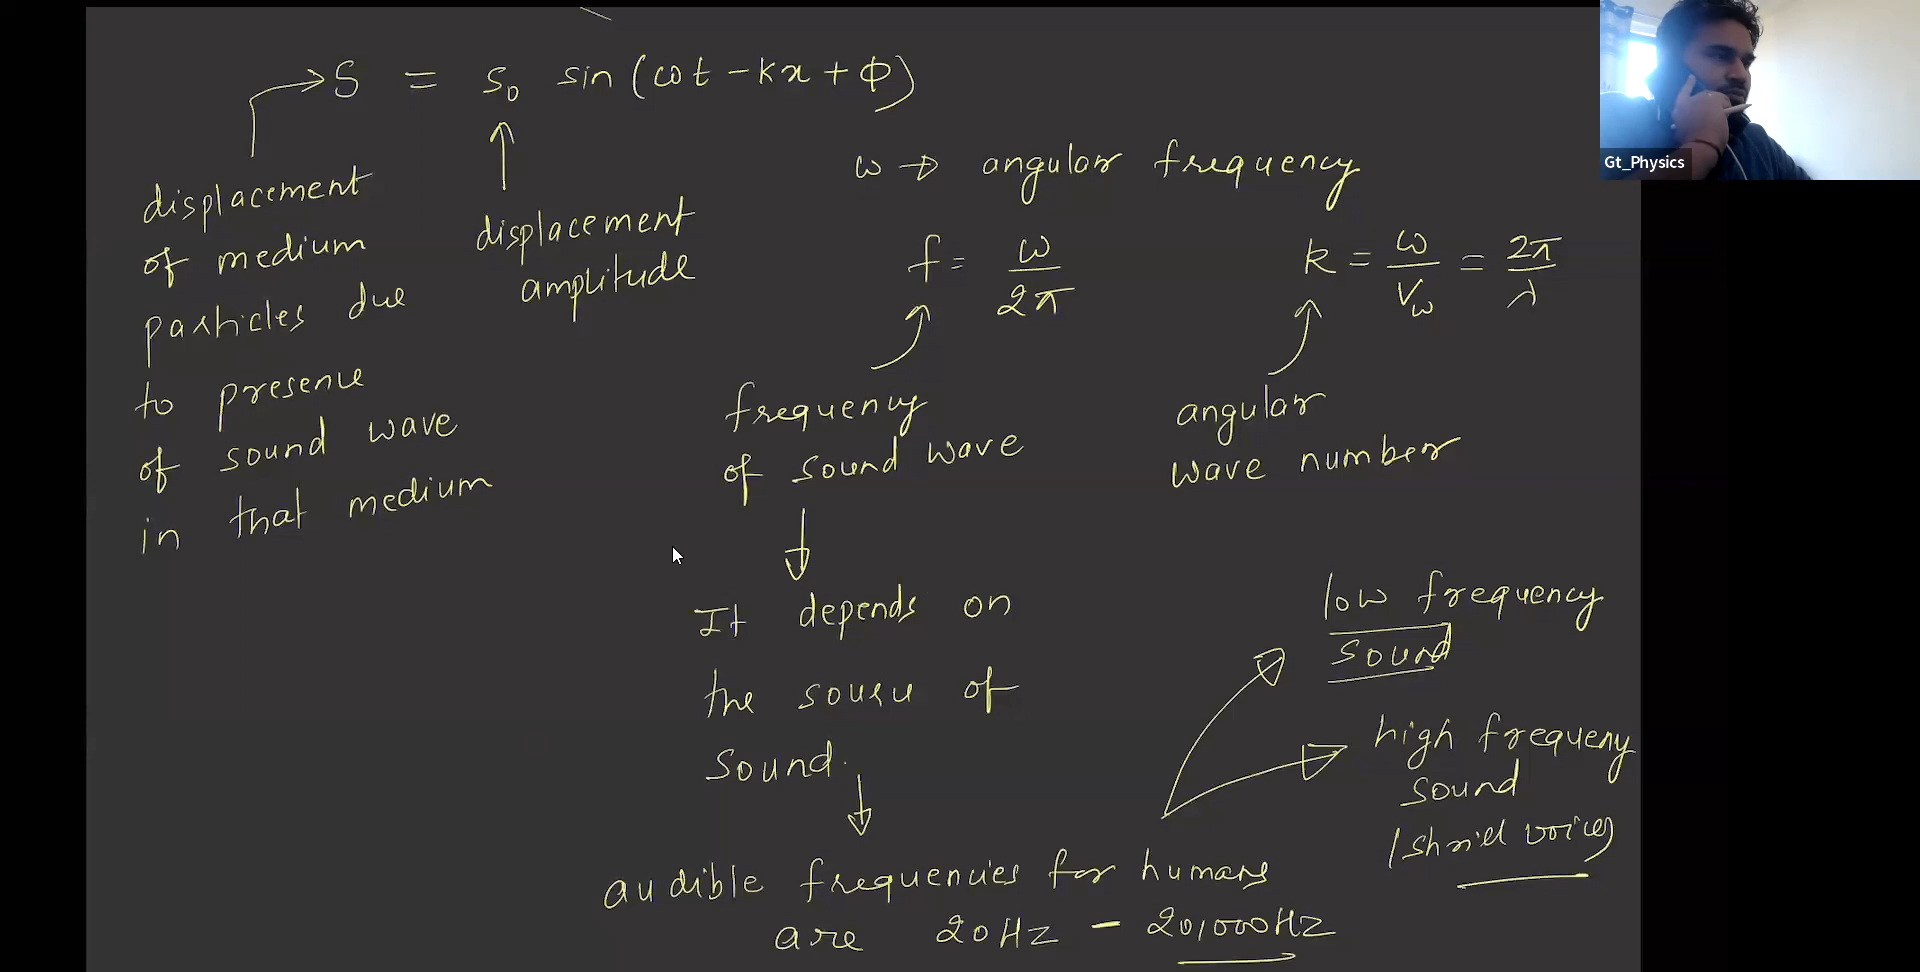 S = s₀ sin(ωt - kx + Φ)
displacement
of medium
particles due
to presence
of sound wave
in that medium
displacement
amplitude
ω → angular frequency
f = ω/2π
k = ω/Vω = 2π/λ
frequency
of sound wave
angular
wave number
It depends on
the source of
Sound.
low frequency
sound
high frequency
sound
/shrill voices
audible frequencies for humans
are 20Hz - 20,000Hz
Gt_Physics